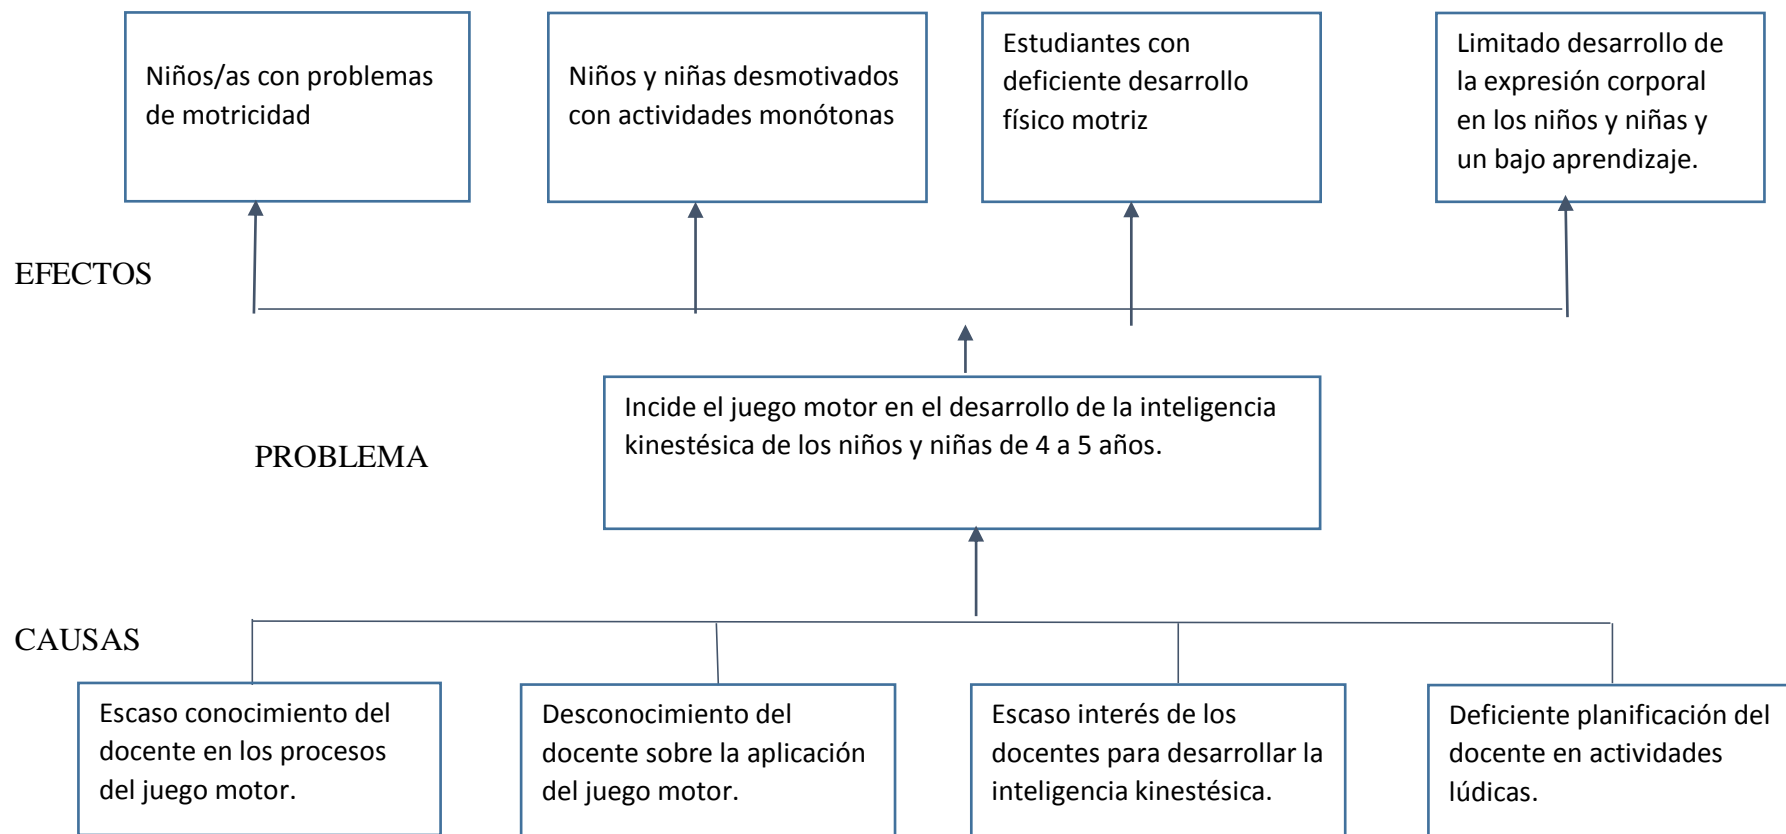 Niños/as con problemas
de motricidad
Niños y niñas desmotivados
con actividades monótonas
Estudiantes con
deficiente desarrollo
físico motriz
Limitado desarrollo de
la expresión corporal
en los niños y niñas y
un bajo aprendizaje.
EFECTOS
Incide el juego motor en el desarrollo de la inteligencia
kinestésica de los niños y niñas de 4 a 5 años.
PROBLEMA
CAUSAS
Escaso conocimiento del
docente en los procesos
del juego motor.
Desconocimiento del
docente sobre la aplicación
del juego motor.
Escaso interés de los
docentes para desarrollar la
inteligencia kinestésica.
Deficiente planificación del
docente en actividades
lúdicas.